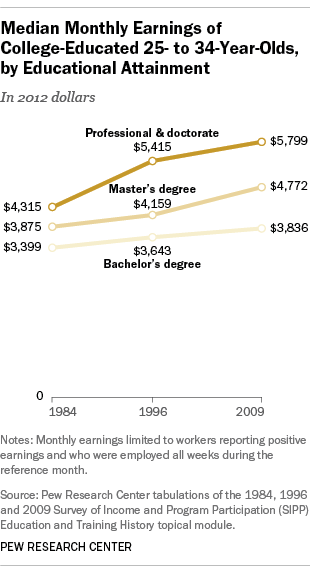 Median Monthly Earnings of
College-Educated 25- to 34-Year-Olds,
by Educational Attainment
In 2012 dollars
Professional & doctorate
$5,415
$5,799
$4,315
Master's degree
$4,159
$4,772
$3,875
$3,399
$3,643
$3,836
Bachelor's degree
0
1984 1996 2009
Notes: Monthly earnings limited to workers reporting positive
earnings and who were employed all weeks during the
reference month.
Source: Pew Research Center tabulations of the 1984, 1996
and 2009 Survey of Income and Program Participation (SIPP)
Education and Training History topical module.
PEW RESEARCH CENTER